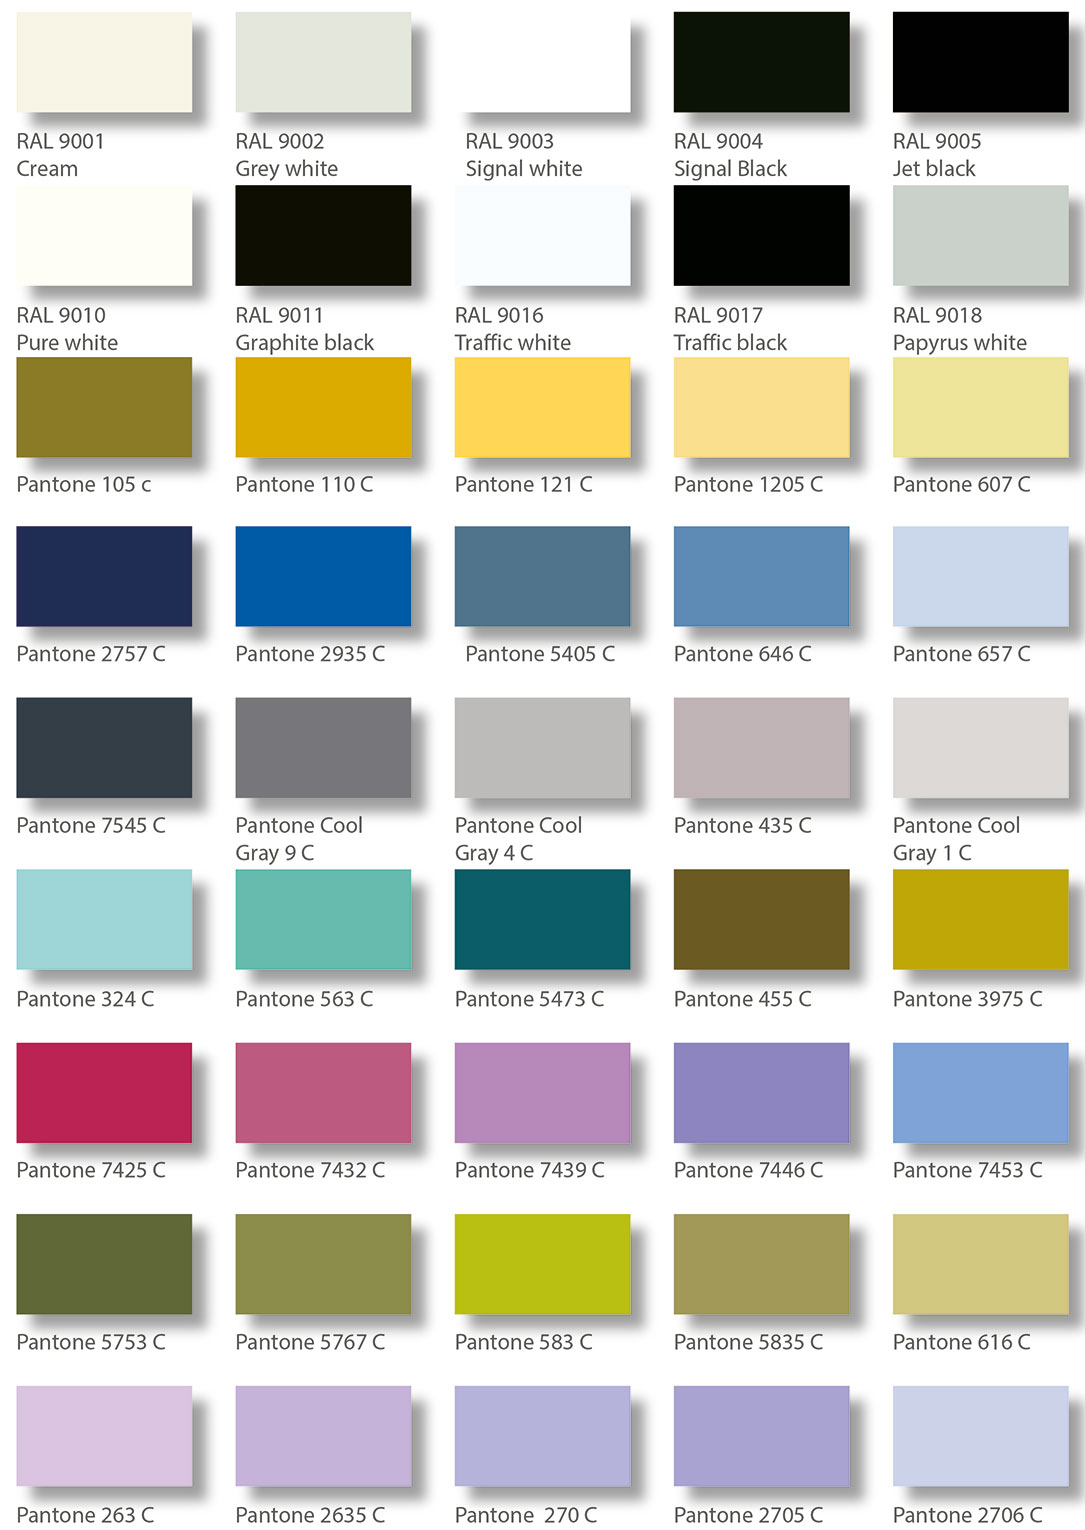 RAL 9001
Cream
RAL 9002
Grey white
RAL 9003
Signal white
RAL 9004
Signal Black
RAL 9005
Jet black
RAL 9010
Pure white
RAL 9011
Graphite black
RAL 9016
Traffic white
RAL 9017
Traffic black
RAL 9018
Papyrus white
Pantone 105 c
Pantone 110 C
Pantone 121 C
Pantone 1205 C
Pantone 607 C
Pantone 2757 C
Pantone 2935 C
Pantone 5405 C
Pantone 646 C
Pantone 657 C
Pantone 7545 C
Pantone Cool
Gray 9 C
Pantone Cool
Gray 4 C
Pantone 435 C
Pantone Cool
Gray 1 C
Pantone 324 C
Pantone 563 C
Pantone 5473 C
Pantone 455 C
Pantone 3975 C
Pantone 7425 C
Pantone 7432 C
Pantone 7439 C
Pantone 7446 C
Pantone 7453 C
Pantone 5753 C
Pantone 5767 C
Pantone 583 C
Pantone 5835 C
Pantone 616 C
Pantone 263 C
Pantone 2635 C
Pantone  270 C
Pantone 2705 C
Pantone 2706 C